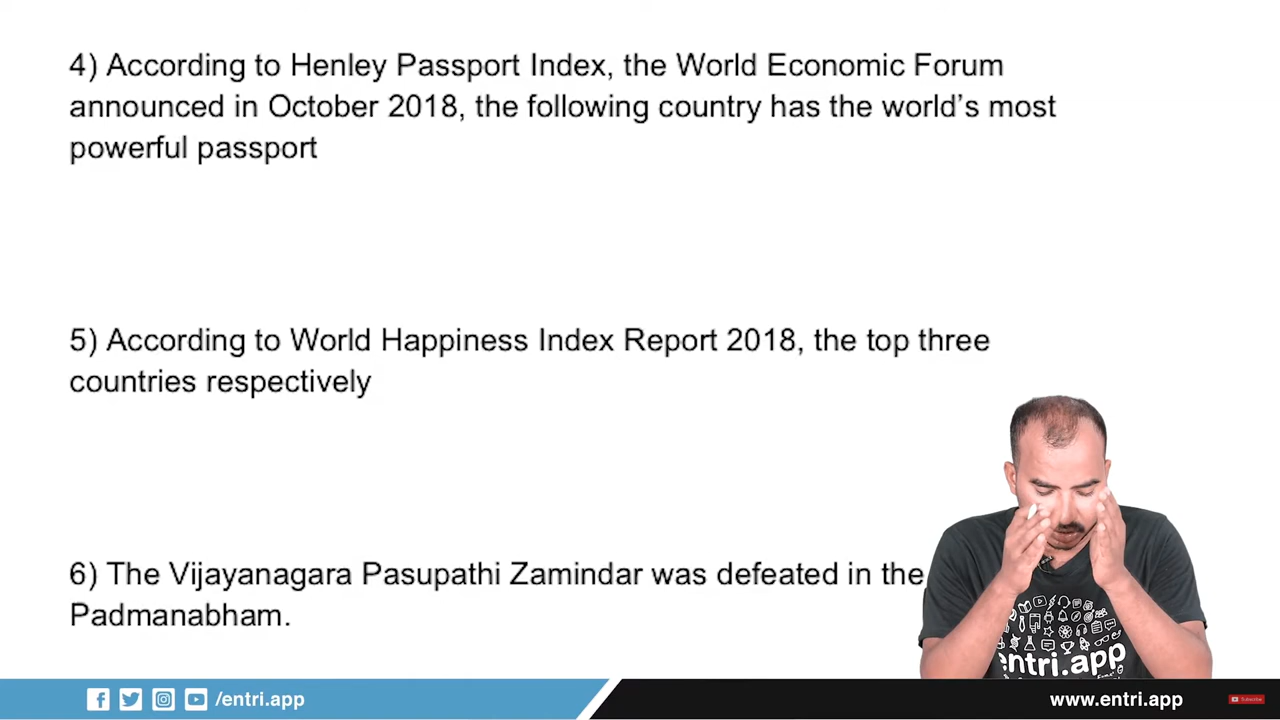 4) According to Henley Passport Index, the World Economic Forum
announced in October 2018, the following country has the world's most
powerful passport
5) According to World Happiness Index Report 2018, the top three
countries respectively
6) The Vijayanagara Pasupathi Zamindar was defeated in the
Padmanabham.
entri.app
/entri.app
www.entri.app
Subscribe